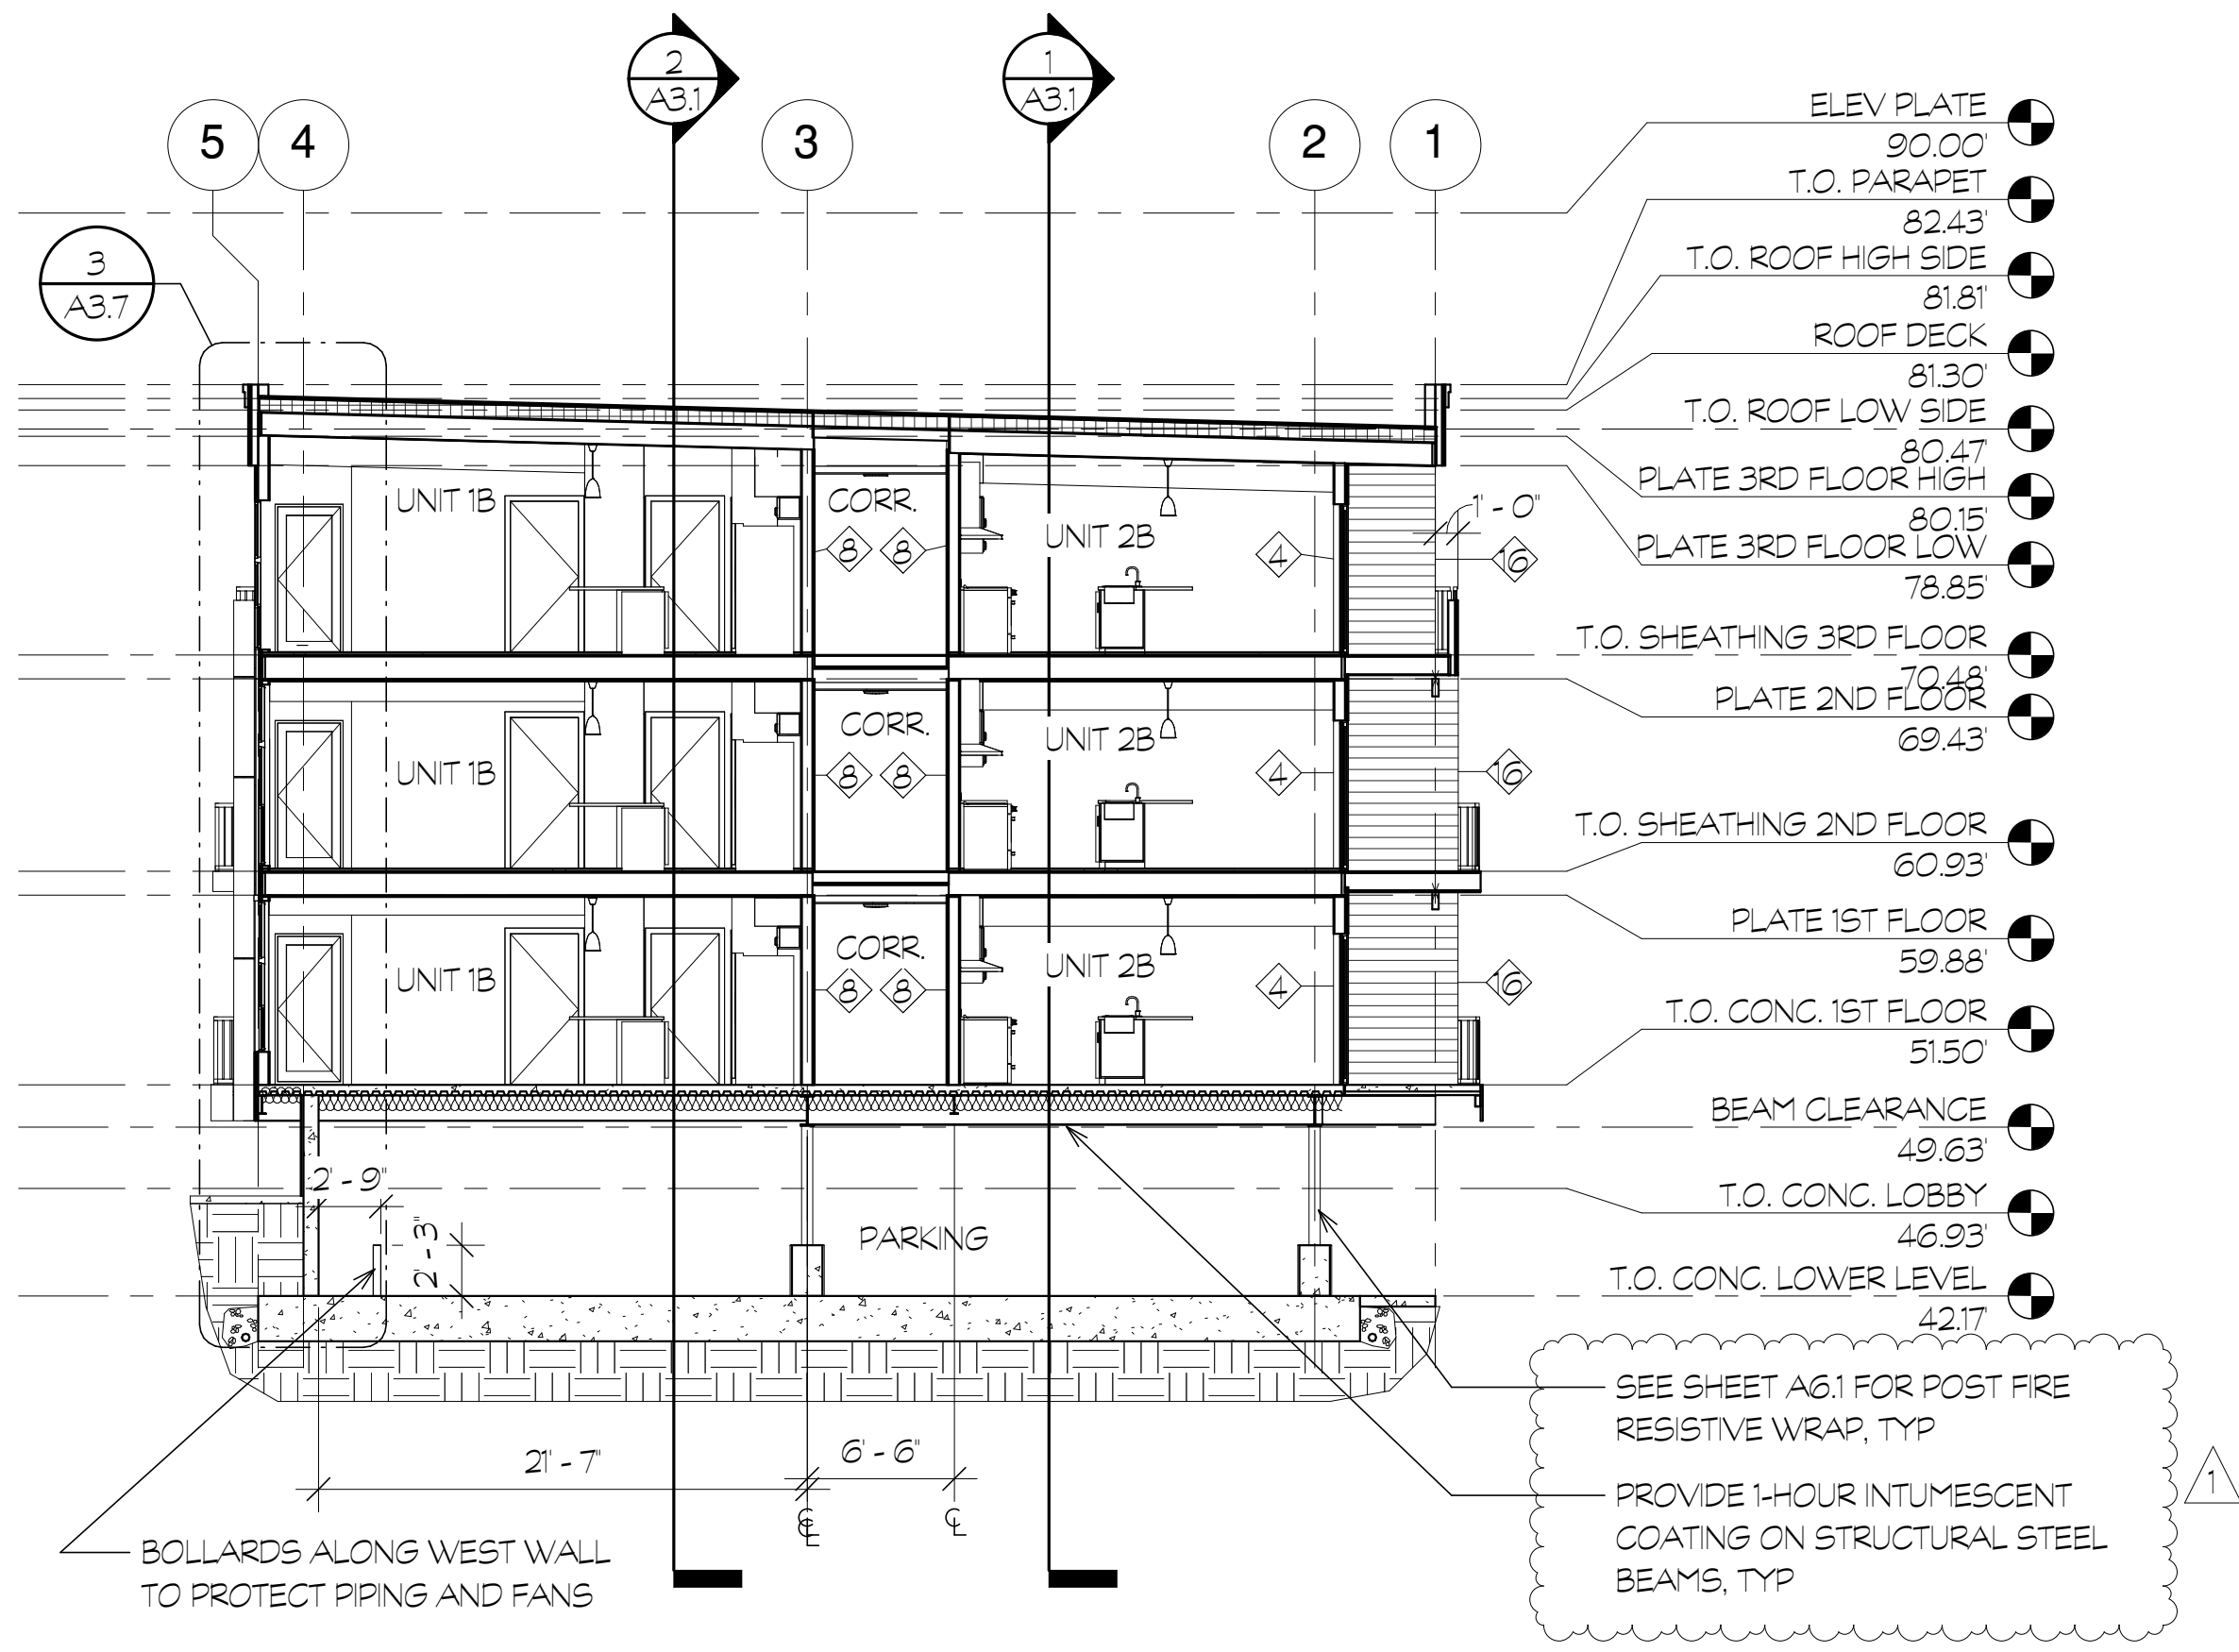 2
A3.1
1
A3.1
5
4
3
2
1
3
A3.7
ELEV PLATE
90.00'
T.O. PARAPET
82.43'
T.O. ROOF HIGH SIDE
81.81'
ROOF DECK
81.30'
T.O. ROOF LOW SIDE
80.47'
PLATE 3RD FLOOR HIGH
80.15'
PLATE 3RD FLOOR LOW
78.85'
T.O. SHEATHING 3RD FLOOR
70.48'
PLATE 2ND FLOOR
69.43'
T.O. SHEATHING 2ND FLOOR
60.93'
PLATE 1ST FLOOR
59.88'
T.O. CONC. 1ST FLOOR
51.50'
BEAM CLEARANCE
49.63'
T.O. CONC. LOBBY
46.93'
T.O. CONC. LOWER LEVEL
42.17'
UNIT 1B
CORR.
UNIT 2B
8
8
4
16
1' - 0"
UNIT 1B
CORR.
UNIT 2B
8
8
4
16
UNIT 1B
CORR.
UNIT 2B
8
8
4
16
2' - 9"
2' - 3"
PARKING
21' - 7"
6' - 6"
BOLLARDS ALONG WEST WALL
TO PROTECT PIPING AND FANS
SEE SHEET A6.1 FOR POST FIRE
RESISTIVE WRAP, TYP
PROVIDE 1-HOUR INTUMESCENT
COATING ON STRUCTURAL STEEL
BEAMS, TYP
1